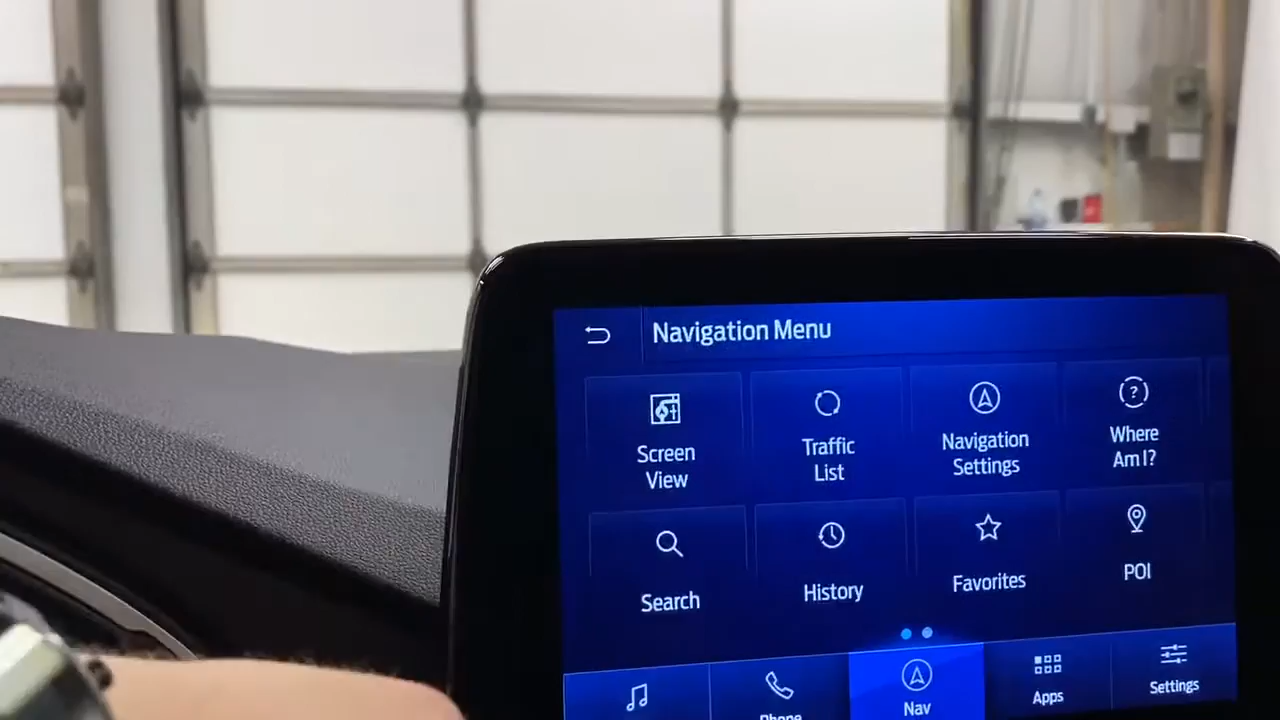 Navigation Menu
Screen
View
Traffic
List
Navigation
Settings
Where
Am I?
Search
History
Favorites
POI
Phone
Nav
Apps
Settings